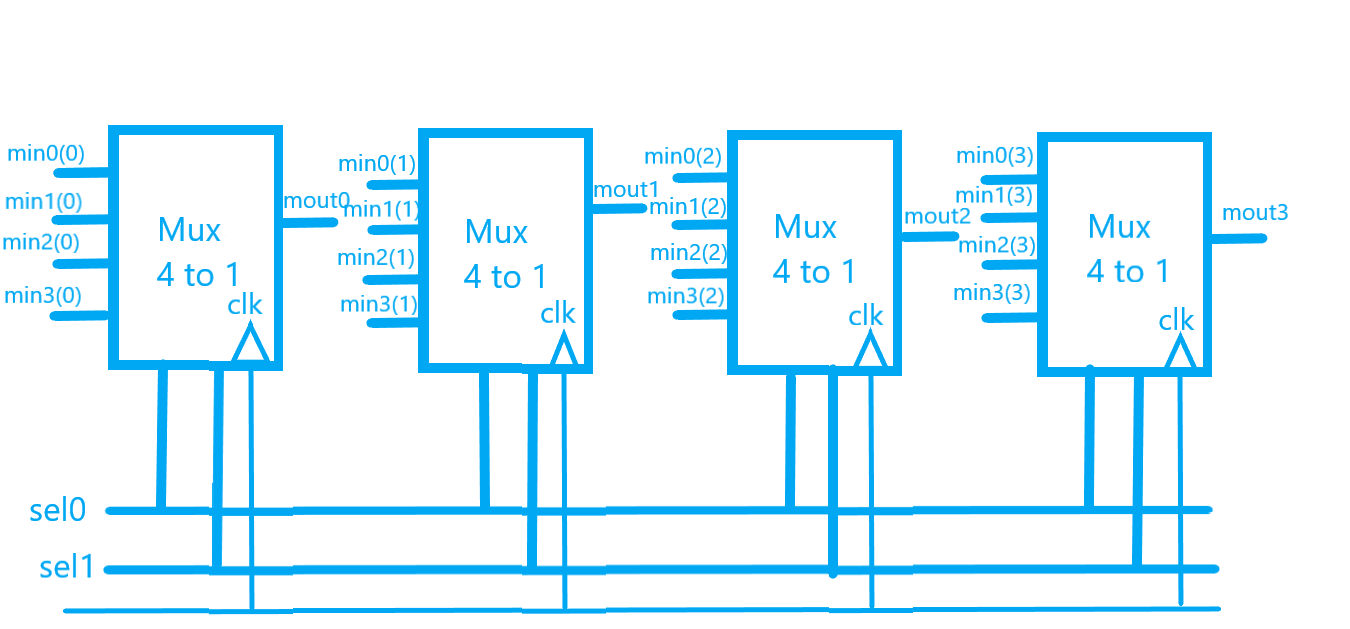 min0(0)
min1(0)
min2(0)
min3(0)
Mux
4 to 1
clk
mout0
min0(1)
min1(1)
min2(1)
min3(1)
Mux
4 to 1
clk
mout1
min0(2)
min1(2)
min2(2)
min3(2)
Mux
4 to 1
clk
mout2
min0(3)
min1(3)
min2(3)
min3(3)
Mux
4 to 1
clk
mout3
sel0
sel1